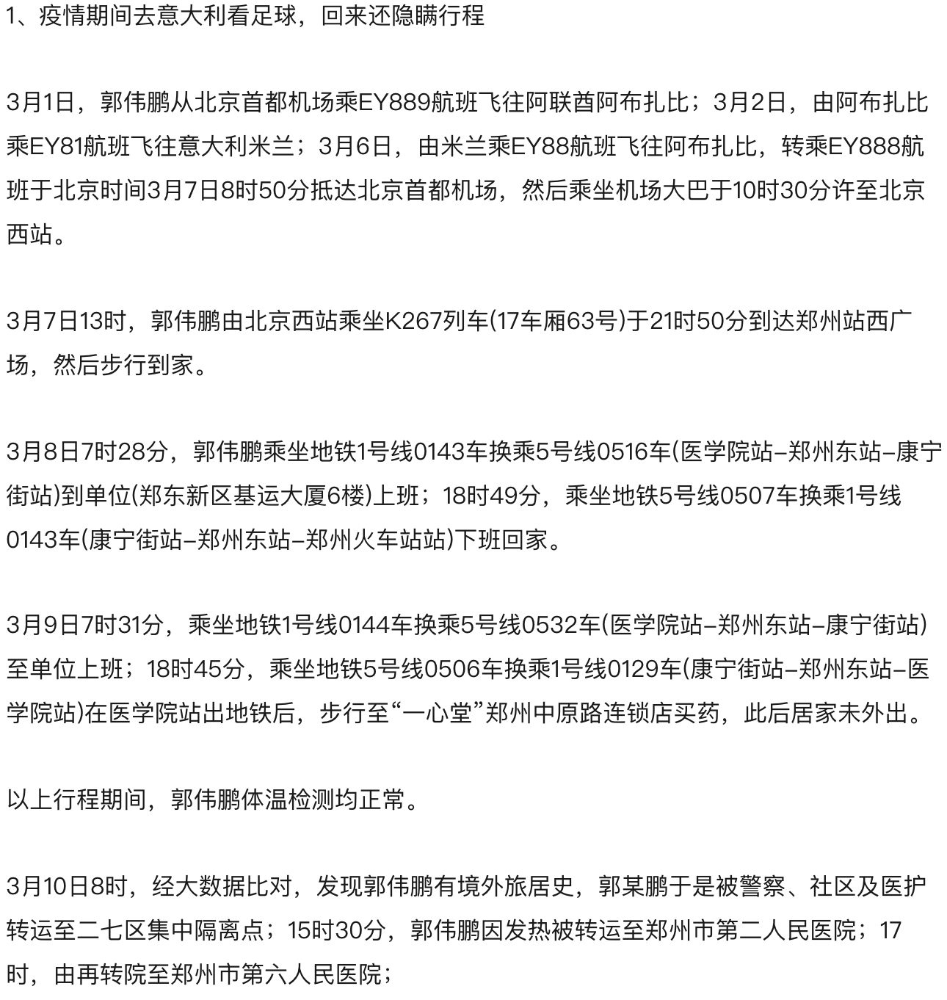 1、疫情期间去意大利看足球，回来还隐瞒行程
3月1日，郭伟鹏从北京首都机场乘EY889航班飞往阿联酋阿布扎比；3月2日，由阿布扎比
乘EY81航班飞往意大利米兰；3月6日，由米兰乘EY88航班飞往阿布扎比，转乘EY888航
班于北京时间3月7日8时50分抵达北京首都机场，然后乘坐机场大巴于10时30分许至北京
西站。
3月7日13时，郭伟鹏由北京西站乘坐K267列车(17车厢63号)于21时50分到达郑州站西广
场，然后步行到家。
3月8日7时28分，郭伟鹏乘坐地铁1号线0143车换乘5号线0516车(医学院站–郑州东站–康宁
街站)到单位(郑东新区基运大厦6楼)上班；18时49分，乘坐地铁5号线0507车换乘1号线
0143车(康宁街站–郑州东站–郑州火车站站)下班回家。
3月9日7时31分，乘坐地铁1号线0144车换乘5号线0532车(医学院站–郑州东站–康宁街站)
至单位上班；18时45分，乘坐地铁5号线0506车换乘1号线0129车(康宁街站–郑州东站–医
学院站)在医学院站出地铁后，步行至“一心堂”郑州中原路连锁店买药，此后居家未外出。
以上行程期间，郭伟鹏体温检测均正常。
3月10日8时，经大数据比对，发现郭伟鹏有境外旅居史，郭某鹏于是被警察、社区及医护
转运至二七区集中隔离点；15时30分，郭伟鹏因发热被转运至郑州市第二人民医院；17
时，由再转院至郑州市第六人民医院；